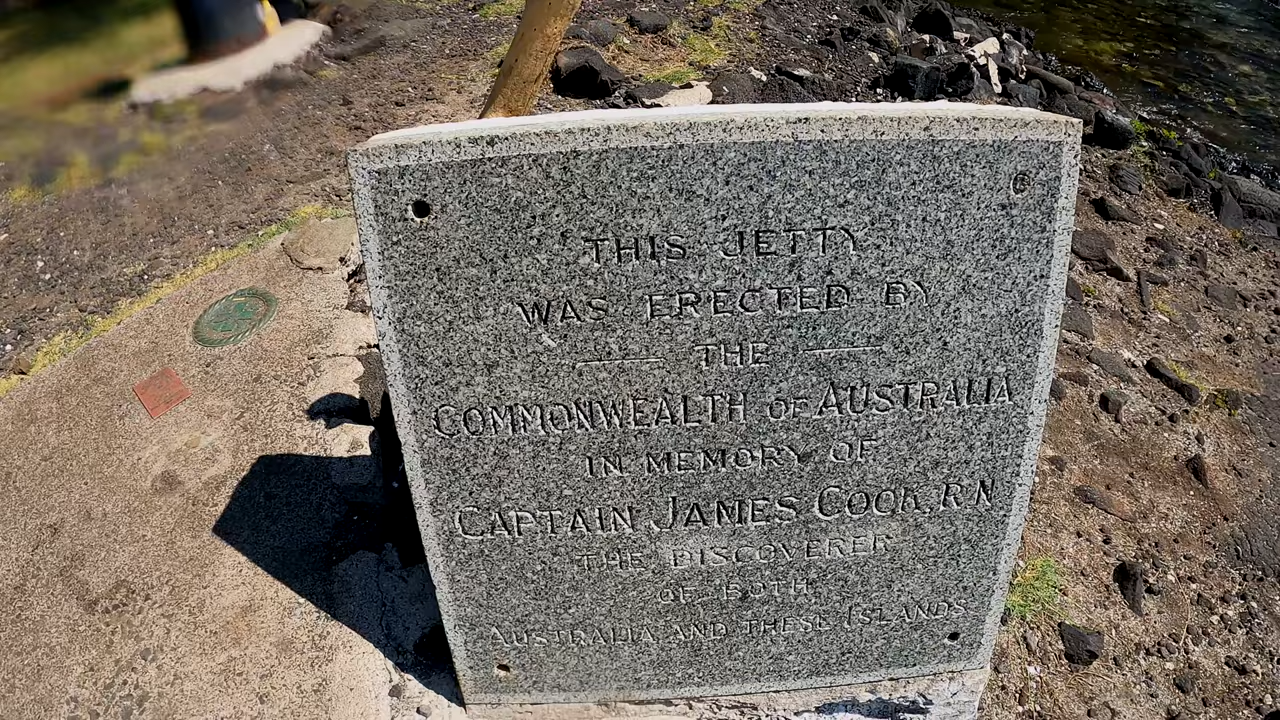 THIS JETTY
WAS ERECTED BY
THE
COMMONWEALTH OF AUSTRALIA
IN MEMORY OF
CAPTAIN JAMES COOK, R.N
THE DISCOVERER
OF BOTH
AUSTRALIA AND THESE ISLANDS